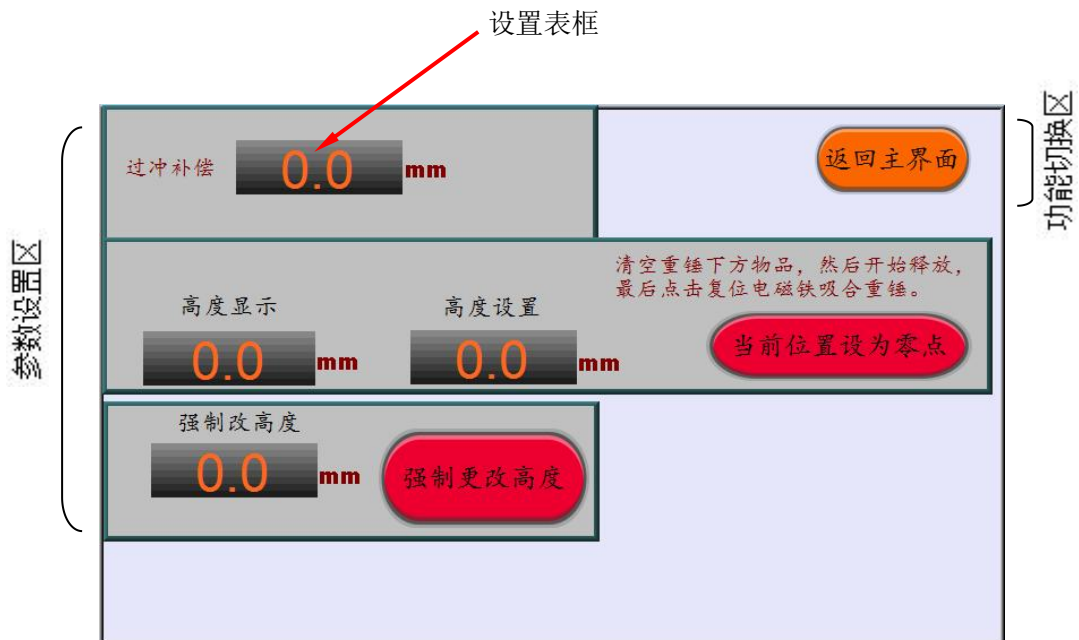 设置表框
过冲补偿 0.0 mm
返回主界面
功能切换区
参数设置区
清空重锤下方物品，然后开始释放，
最后点击复位电磁铁吸合重锤。
高度显示
高度设置
0.0 mm
0.0 mm
当前位置设为零点
强制改高度
0.0 mm
强制更改高度